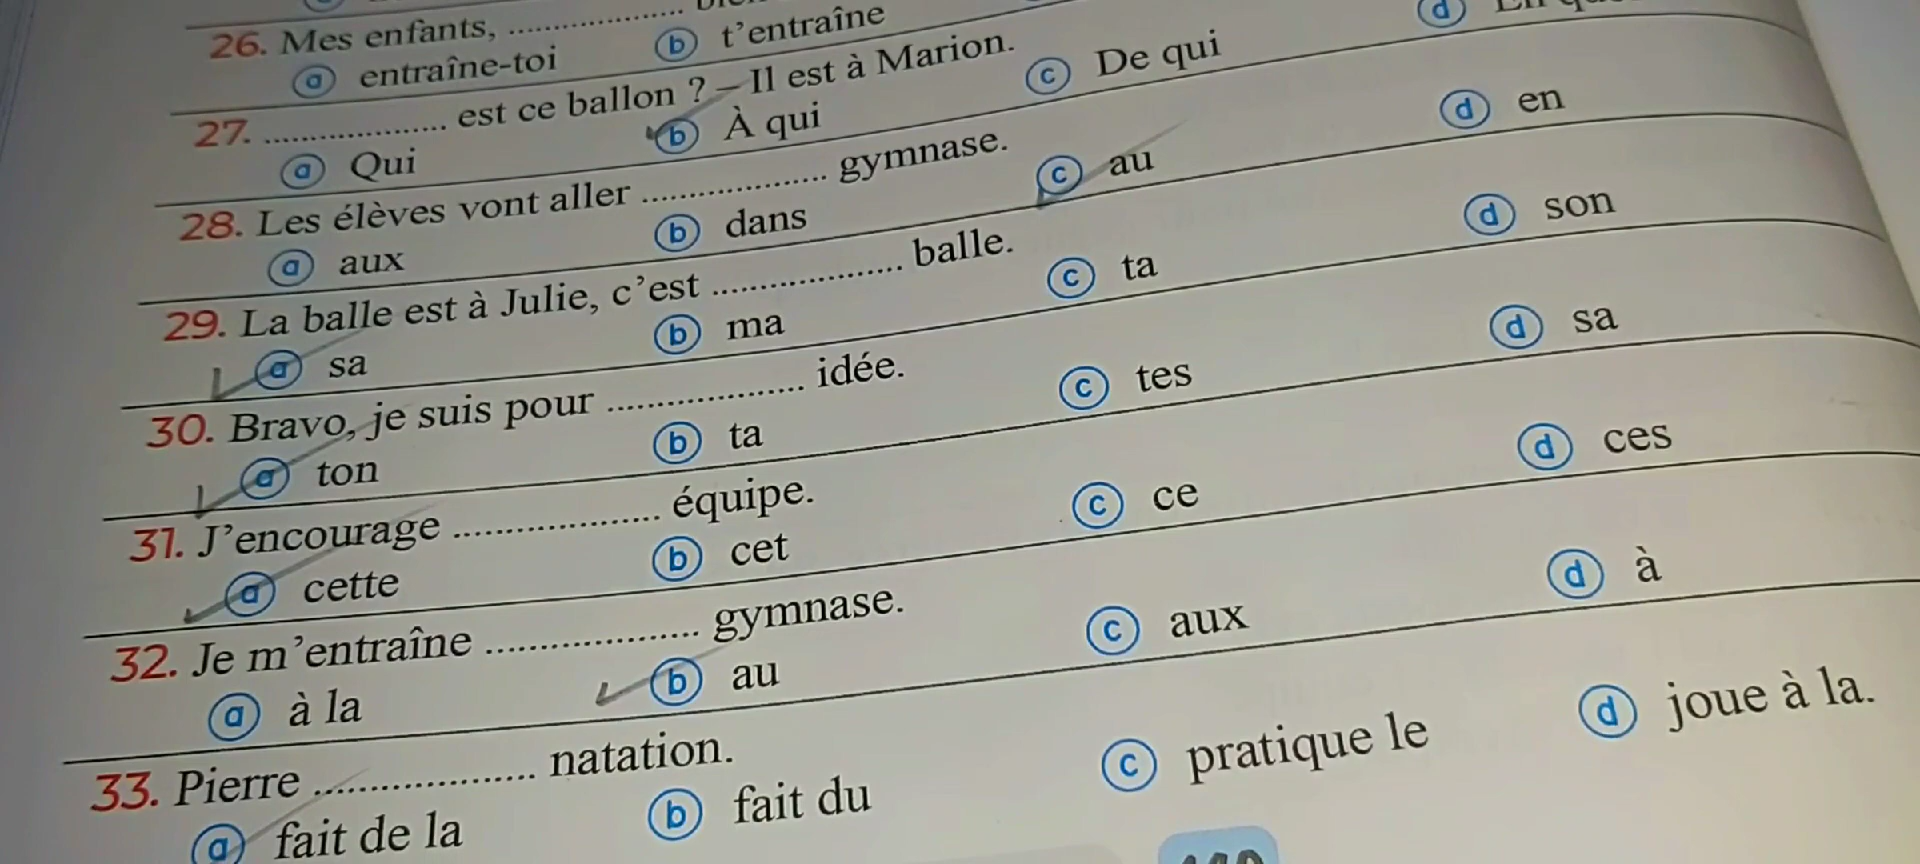 26. Mes enfants, ....................
ⓐ entraîne-toi ⓑ t'entraîne ⓓ
27. .................... est ce ballon ? – Il est à Marion.
ⓐ Qui ⓑ À qui ⓒ De qui
28. Les élèves vont aller .................... gymnase.
ⓐ aux ⓑ dans ⓒ au ⓓ en
29. La balle est à Julie, c'est .................... balle.
ⓐ sa ⓑ ma ⓒ ta ⓓ son
30. Bravo, je suis pour .................... idée.
ⓐ ton ⓑ ta ⓒ tes ⓓ sa
31. J'encourage .................... équipe.
ⓐ cette ⓑ cet ⓒ ce ⓓ ces
32. Je m'entraîne .................... gymnase.
ⓐ à la ⓑ au ⓒ aux ⓓ à
33. Pierre .................... natation.
ⓐ fait de la ⓑ fait du ⓒ pratique le ⓓ joue à la.